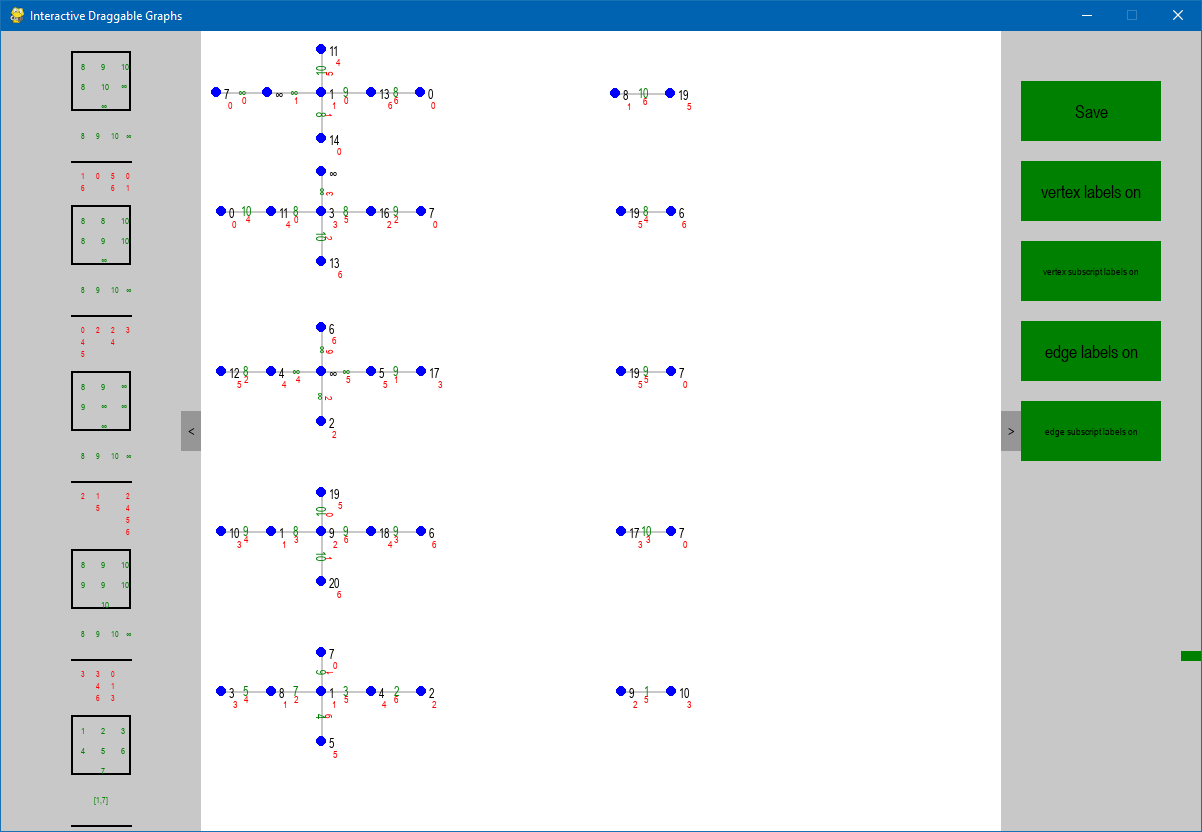 Interactive Draggable Graphs
8 9 10
8 10 ∞
∞
8 9 10 ∞
1 0 5 0
6 6 1
8 8 10
8 9 10
∞
8 9 10 ∞
0 2 2 3
4 4
5
8 9 ∞
9 ∞ ∞
∞
8 9 10 ∞
2 1 2
5 4
5
6
8 9 10
9 9 10
10
8 9 10 ∞
3 3 0
4 1
6 3
1 2 3
4 5 6
7
[1,7]
<
11
4
10 5
7 ∞ ∞ ∞ 1 9 13 8 0
0 0 1 1 0 6 6 0
8 1
14
0
8 10 19
1 6 5
∞
∞ 3
0 10 11 8 3 8 16 9 7
0 4 4 0 3 5 2 2 0
10 2
13
6
19 8 6
5 4 6
6
6
∞ 6
12 8 4 ∞ ∞ ∞ 5 9 17
5 2 4 4 5 5 1 3
∞ 2
2
2
19 9 7
5 5 0
19
5
10 0
10 9 1 8 9 9 18 9 6
3 4 1 3 2 6 4 3 6
10 1
20
6
17 10 7
3 3 0
7
0
6 1
3 5 8 7 1 3 4 2 2
3 4 1 2 1 5 4 6 2
4 6
5
5
9 1 10
2 5 3
>
Save
vertex labels on
vertex subscript labels on
edge labels on
edge subscript labels on